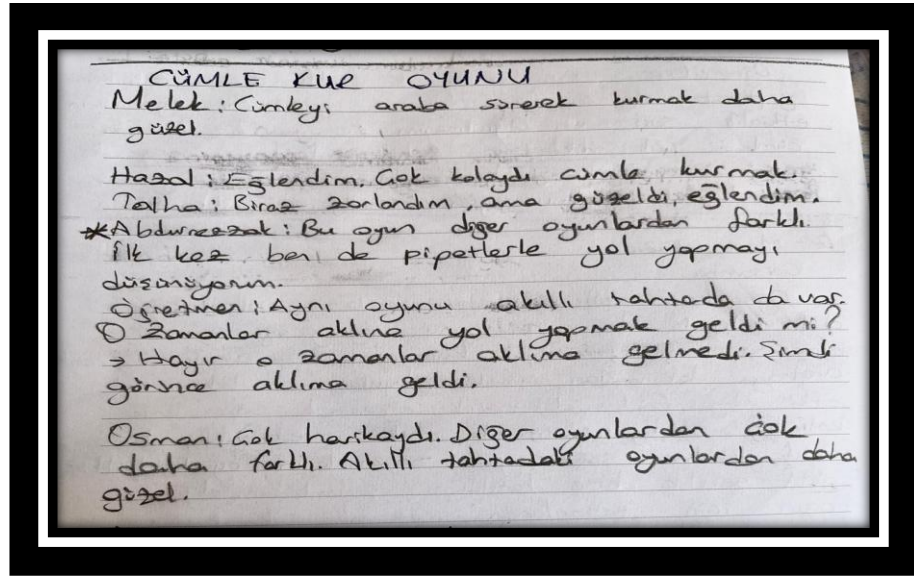 CÜMLE KUR OYUNU
Melek: Cümleyi araba sürerek kurmak daha
güzel.
Hazal: Eğlendim. Çok kolaydı cümle kurmak.
Talha: Biraz zorlandım, ama güzeldi, eğlendim.
*Abdurrezzak: Bu oyun diğer oyunlardan farklı.
İlk kez ben de pipetlerle yol yapmayı
düşünüyorum.
Öğretmen: Aynı oyunu akıllı tahtada da var.
O zamanlar aklına yol yapmak geldi mi?
→ Hayır o zamanlar aklıma gelmedi. Şimdi
görünce aklıma geldi.
Osman: Çok harikaydı. Diğer oyunlardan çok
daha farklı. Akıllı tahtadaki oyunlardan daha
güzel.